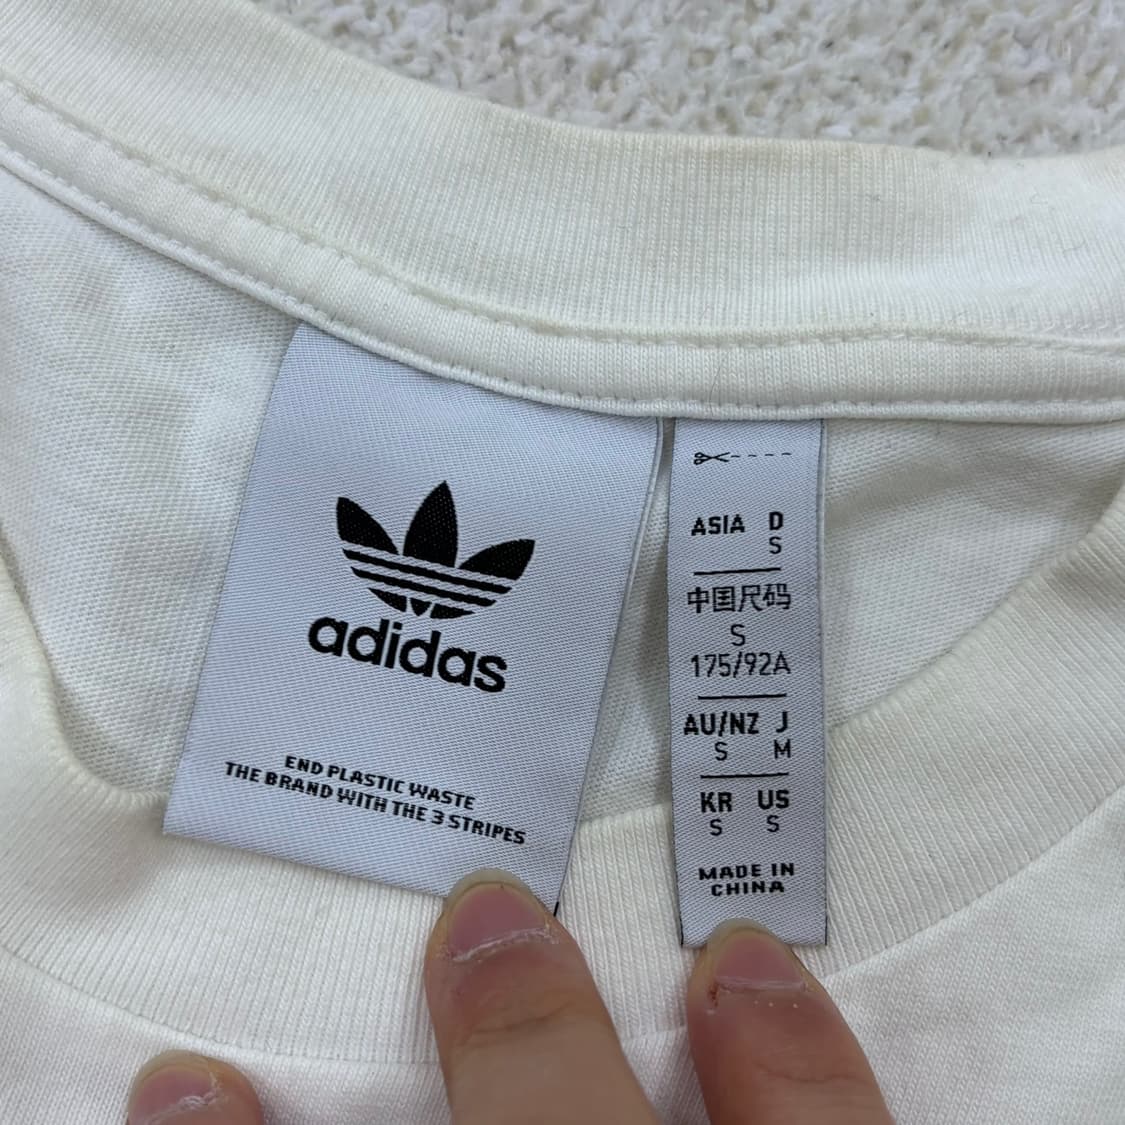 adidas
END PLASTIC WASTE
THE BRAND WITH THE 3 STRIPES
ASIA D
S
中国尺码
S
175/92A
AU/NZ J
S M
KR US
S S
MADE IN
CHINA